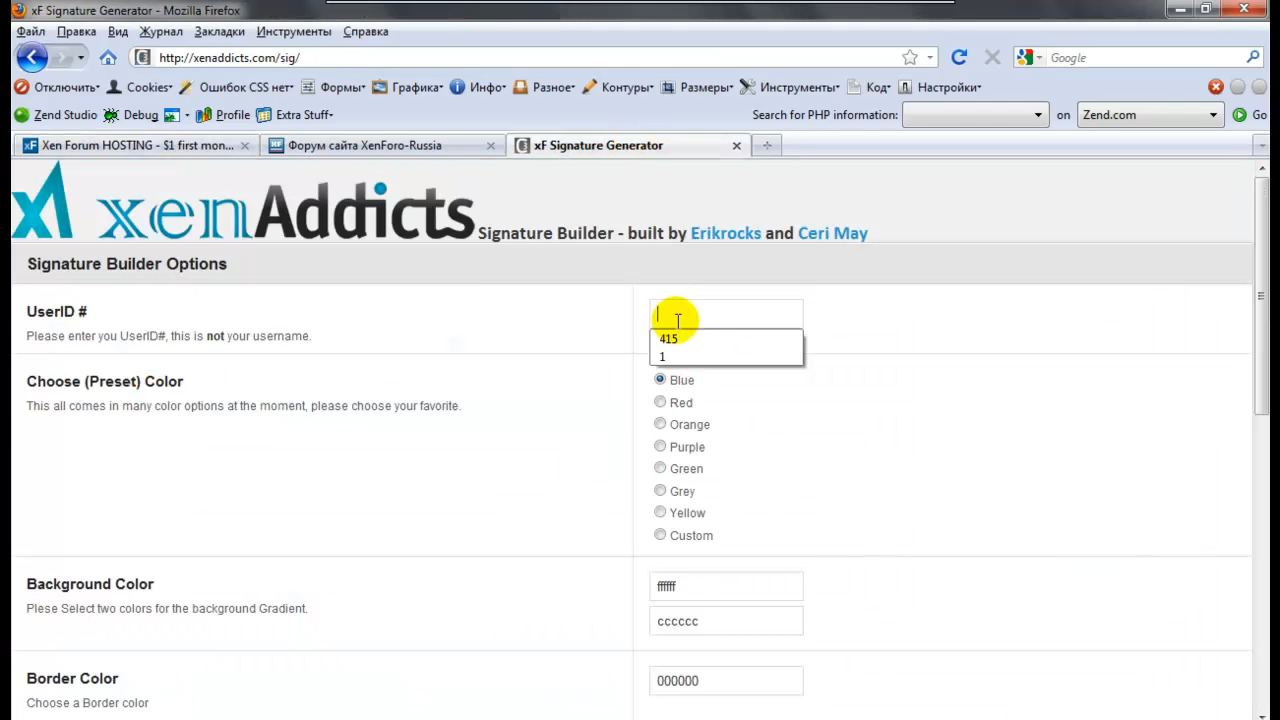 xF Signature Generator - Mozilla Firefox
Файл Правка Вид Журнал Закладки Инструменты Справка
http://xenaddicts.com/sig/
Google
Отключить Cookies Ошибок CSS нет Формы Графика Инфо Разное Контуры Размеры Инструменты Код Настройки
Zend Studio Debug Profile Extra Stuff Search for PHP information: on Zend.com Go
Xen Forum HOSTING - $1 first mon... Форум сайта XenForo-Russia xF Signature Generator
xenAddicts Signature Builder - built by Erikrocks and Ceri May
Signature Builder Options
UserID #
Please enter you UserID#, this is not your username.
415
1
Choose (Preset) Color
This all comes in many color options at the moment, please choose your favorite.
Blue
Red
Orange
Purple
Green
Grey
Yellow
Custom
Background Color
Plese Select two colors for the background Gradient.
ffffff
cccccc
Border Color
Choose a Border color
000000